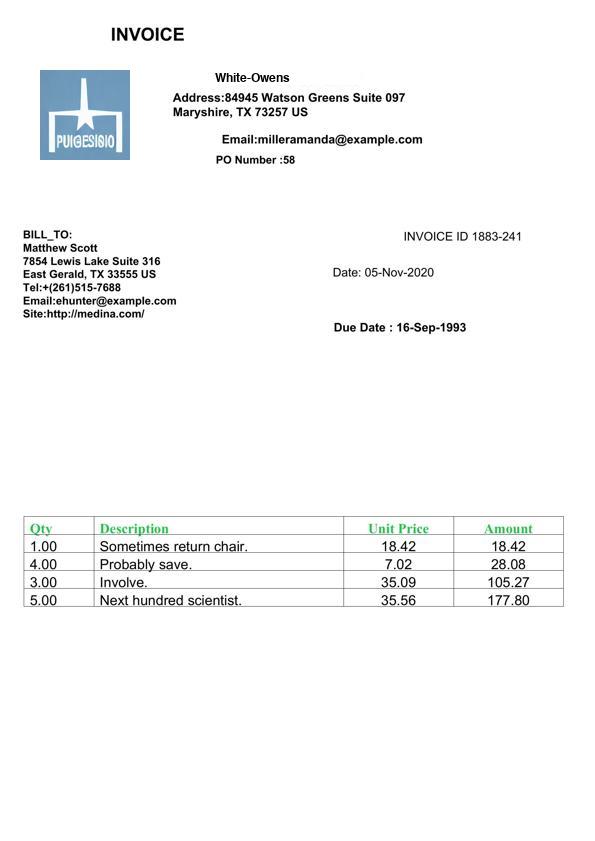 INVOICE
PUIGESISIO
White-Owens
Address:84945 Watson Greens Suite 097
Maryshire, TX 73257 US
Email:milleramanda@example.com
PO Number :58
BILL_TO:
Matthew Scott
7854 Lewis Lake Suite 316
East Gerald, TX 33555 US
Tel:+(261)515-7688
Email:ehunter@example.com
Site:http://medina.com/
INVOICE ID 1883-241
Date: 05-Nov-2020
Due Date : 16-Sep-1993
Qty Description Unit Price Amount
1.00 Sometimes return chair. 18.42 18.42
4.00 Probably save. 7.02 28.08
3.00 Involve. 35.09 105.27
5.00 Next hundred scientist. 35.56 177.80